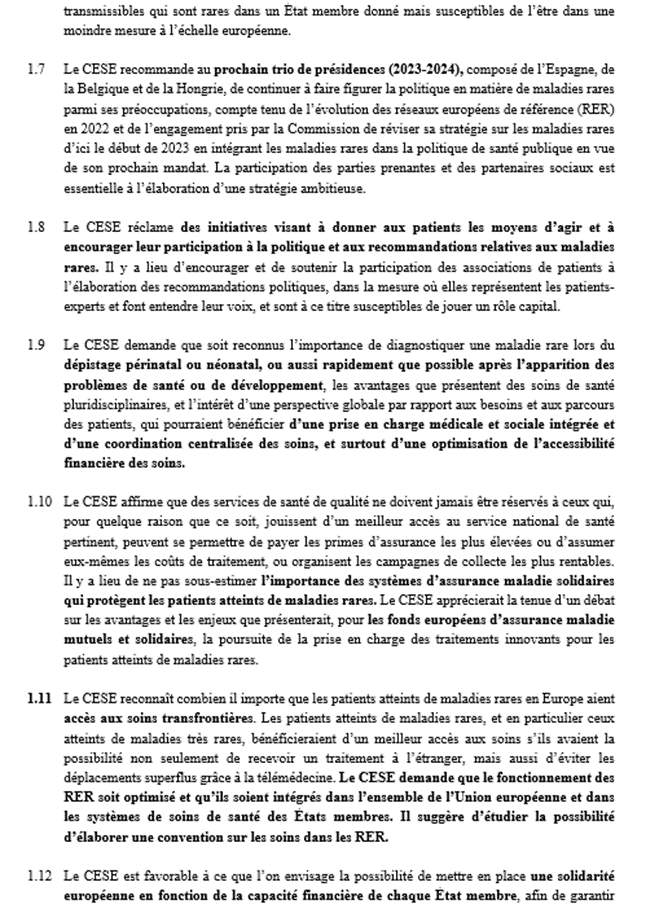 transmissibles qui sont rares dans un État membre donné mais susceptibles de l’être dans une
moindre mesure à l’échelle européenne.
1.7 Le CESE recommande au prochain trio de présidences (2023-2024), composé de l’Espagne, de
la Belgique et de la Hongrie, de continuer à faire figurer la politique en matière de maladies rares
parmi ses préoccupations, compte tenu de l’évolution des réseaux européens de référence (RER)
en 2022 et de l’engagement pris par la Commission de réviser sa stratégie sur les maladies rares
d’ici le début de 2023 en intégrant les maladies rares dans la politique de santé publique en vue
de son prochain mandat. La participation des parties prenantes et des partenaires sociaux est
essentielle à l’élaboration d’une stratégie ambitieuse.
1.8 Le CESE réclame des initiatives visant à donner aux patients les moyens d’agir et à
encourager leur participation à la politique et aux recommandations relatives aux maladies
rares. Il y a lieu d’encourager et de soutenir la participation des associations de patients à
l’élaboration des recommandations politiques, dans la mesure où elles représentent les patients-
experts et font entendre leur voix, et sont à ce titre susceptibles de jouer un rôle capital.
1.9 Le CESE demande que soit reconnus l’importance de diagnostiquer une maladie rare lors du
dépistage périnatal ou néonatal, ou aussi rapidement que possible après l’apparition des
problèmes de santé ou de développement, les avantages que présentent des soins de santé
pluridisciplinaires, et l’intérêt d’une perspective globale par rapport aux besoins et aux parcours
des patients, qui pourraient bénéficier d’une prise en charge médicale et sociale intégrée et
d’une coordination centralisée des soins, et surtout d’une optimisation de l’accessibilité
financière des soins.
1.10 Le CESE affirme que des services de santé de qualité ne doivent jamais être réservés à ceux qui,
pour quelque raison que ce soit, jouissent d’un meilleur accès au service national de santé
pertinent, peuvent se permettre de payer les primes d’assurance les plus élevées ou d’assumer
eux-mêmes les coûts de traitement, ou organisent les campagnes de collecte les plus rentables.
Il y a lieu de ne pas sous-estimer l’importance des systèmes d’assurance maladie solidaires
qui protègent les patients atteints de maladies rares. Le CESE apprécierait la tenue d’un débat
sur les avantages et les enjeux que présenterait, pour les fonds européens d’assurance maladie
mutuels et solidaires, la poursuite de la prise en charge des traitements innovants pour les
patients atteints de maladies rares.
1.11 Le CESE reconnaît combien il importe que les patients atteints de maladies rares en Europe aient
accès aux soins transfrontières. Les patients atteints de maladies rares, et en particulier ceux
atteints de maladies très rares, bénéficieraient d’un meilleur accès aux soins s’ils avaient la
possibilité non seulement de recevoir un traitement à l’étranger, mais aussi d’éviter les
déplacements superflus grâce à la télémédecine. Le CESE demande que le fonctionnement des
RER soit optimisé et qu’ils soient intégrés dans l’ensemble de l’Union européenne et dans
les systèmes de soins de santé des États membres. Il suggère d’étudier la possibilité
d’élaborer une convention sur les soins dans les RER.
1.12 Le CESE est favorable à ce que l’on envisage la possibilité de mettre en place une solidarité
européenne en fonction de la capacité financière de chaque État membre, afin de garantir